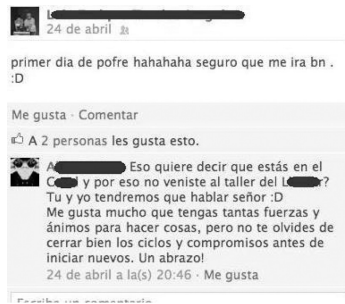 24 de abril
primer dia de pofre hahahaha seguro que me ira bn .
:D
Me gusta · Comentar
A 2 personas les gusta esto.
Eso quiere decir que estás en el
y por eso no veniste al taller del
Tu y yo tendremos que hablar señor :D
Me gusta mucho que tengas tantas fuerzas y
ánimos para hacer cosas, pero no te olvides de
cerrar bien los ciclos y compromisos antes de
iniciar nuevos. Un abrazo!
24 de abril a la(s) 20:46 · Me gusta
Escribe un comentario